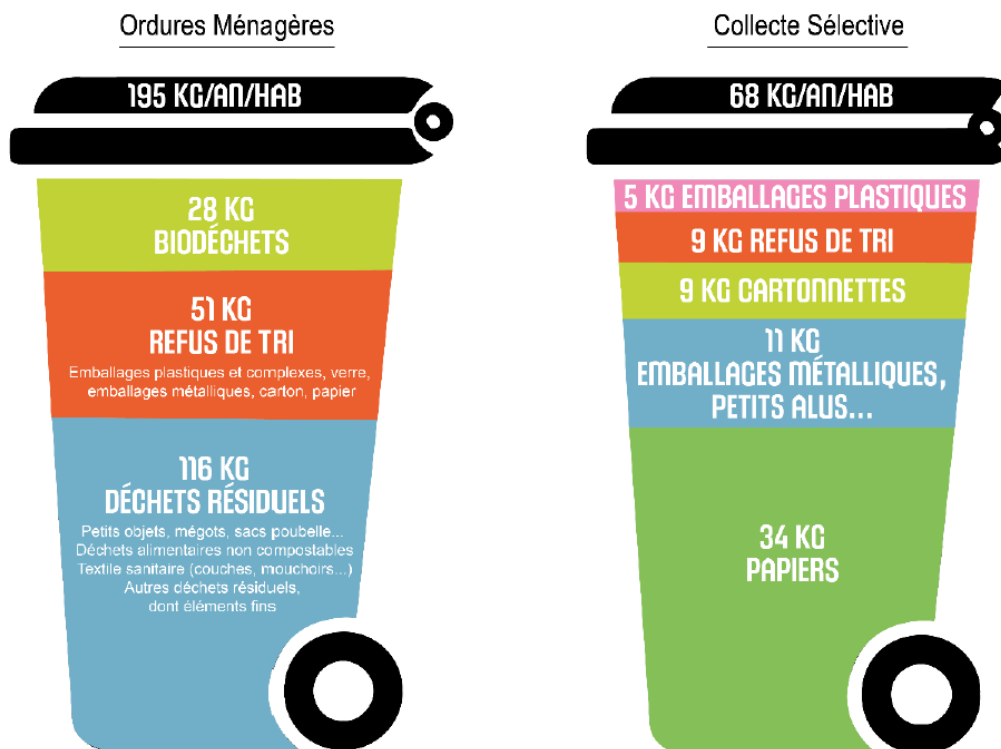 Ordures Ménagères
195 KG/AN/HAB
28 KG
BIODÉCHETS
51 KG
REFUS DE TRI
Emballages plastiques et complexes, verre,
emballages métalliques, carton, papier
116 KG
DÉCHETS RÉSIDUELS
Petits objets, mégots, sacs poubelle...
Déchets alimentaires non compostables
Textile sanitaire (couches, mouchoirs...)
Autres déchets résiduels,
dont éléments fins
Collecte Sélective
68 KG/AN/HAB
5 KG EMBALLAGES PLASTIQUES
9 KG REFUS DE TRI
9 KG CARTONNETTES
11 KG
EMBALLAGES MÉTALLIQUES,
PETITS ALUS...
34 KG
PAPIERS